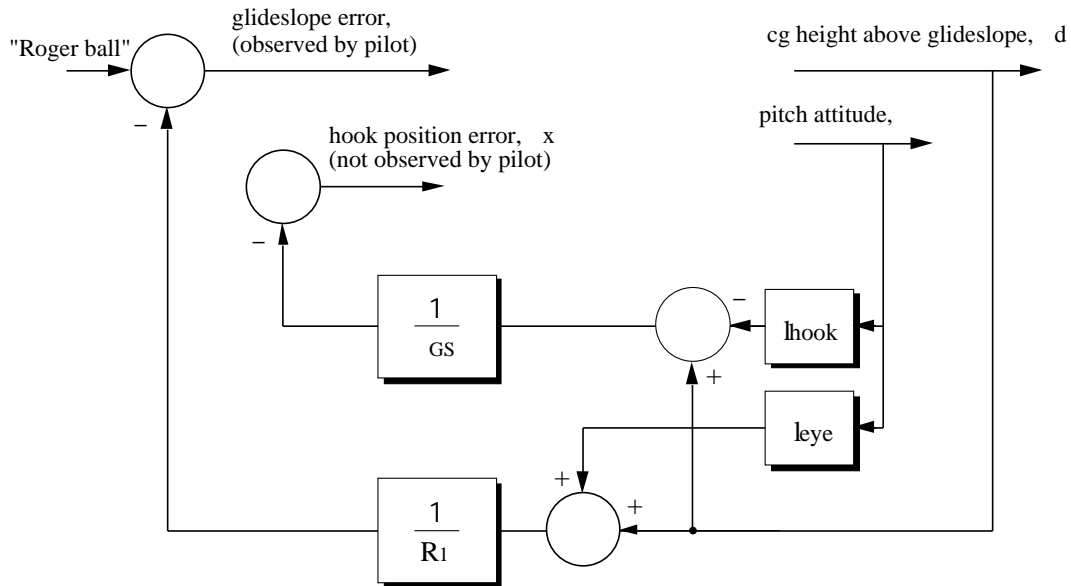 glideslope error,
(observed by pilot)
"Roger ball"
cg height above glideslope, d
−
pitch attitude,
hook position error, x
(not observed by pilot)
−
1
GS
−
lhook
+
leye
+
+
1
R1